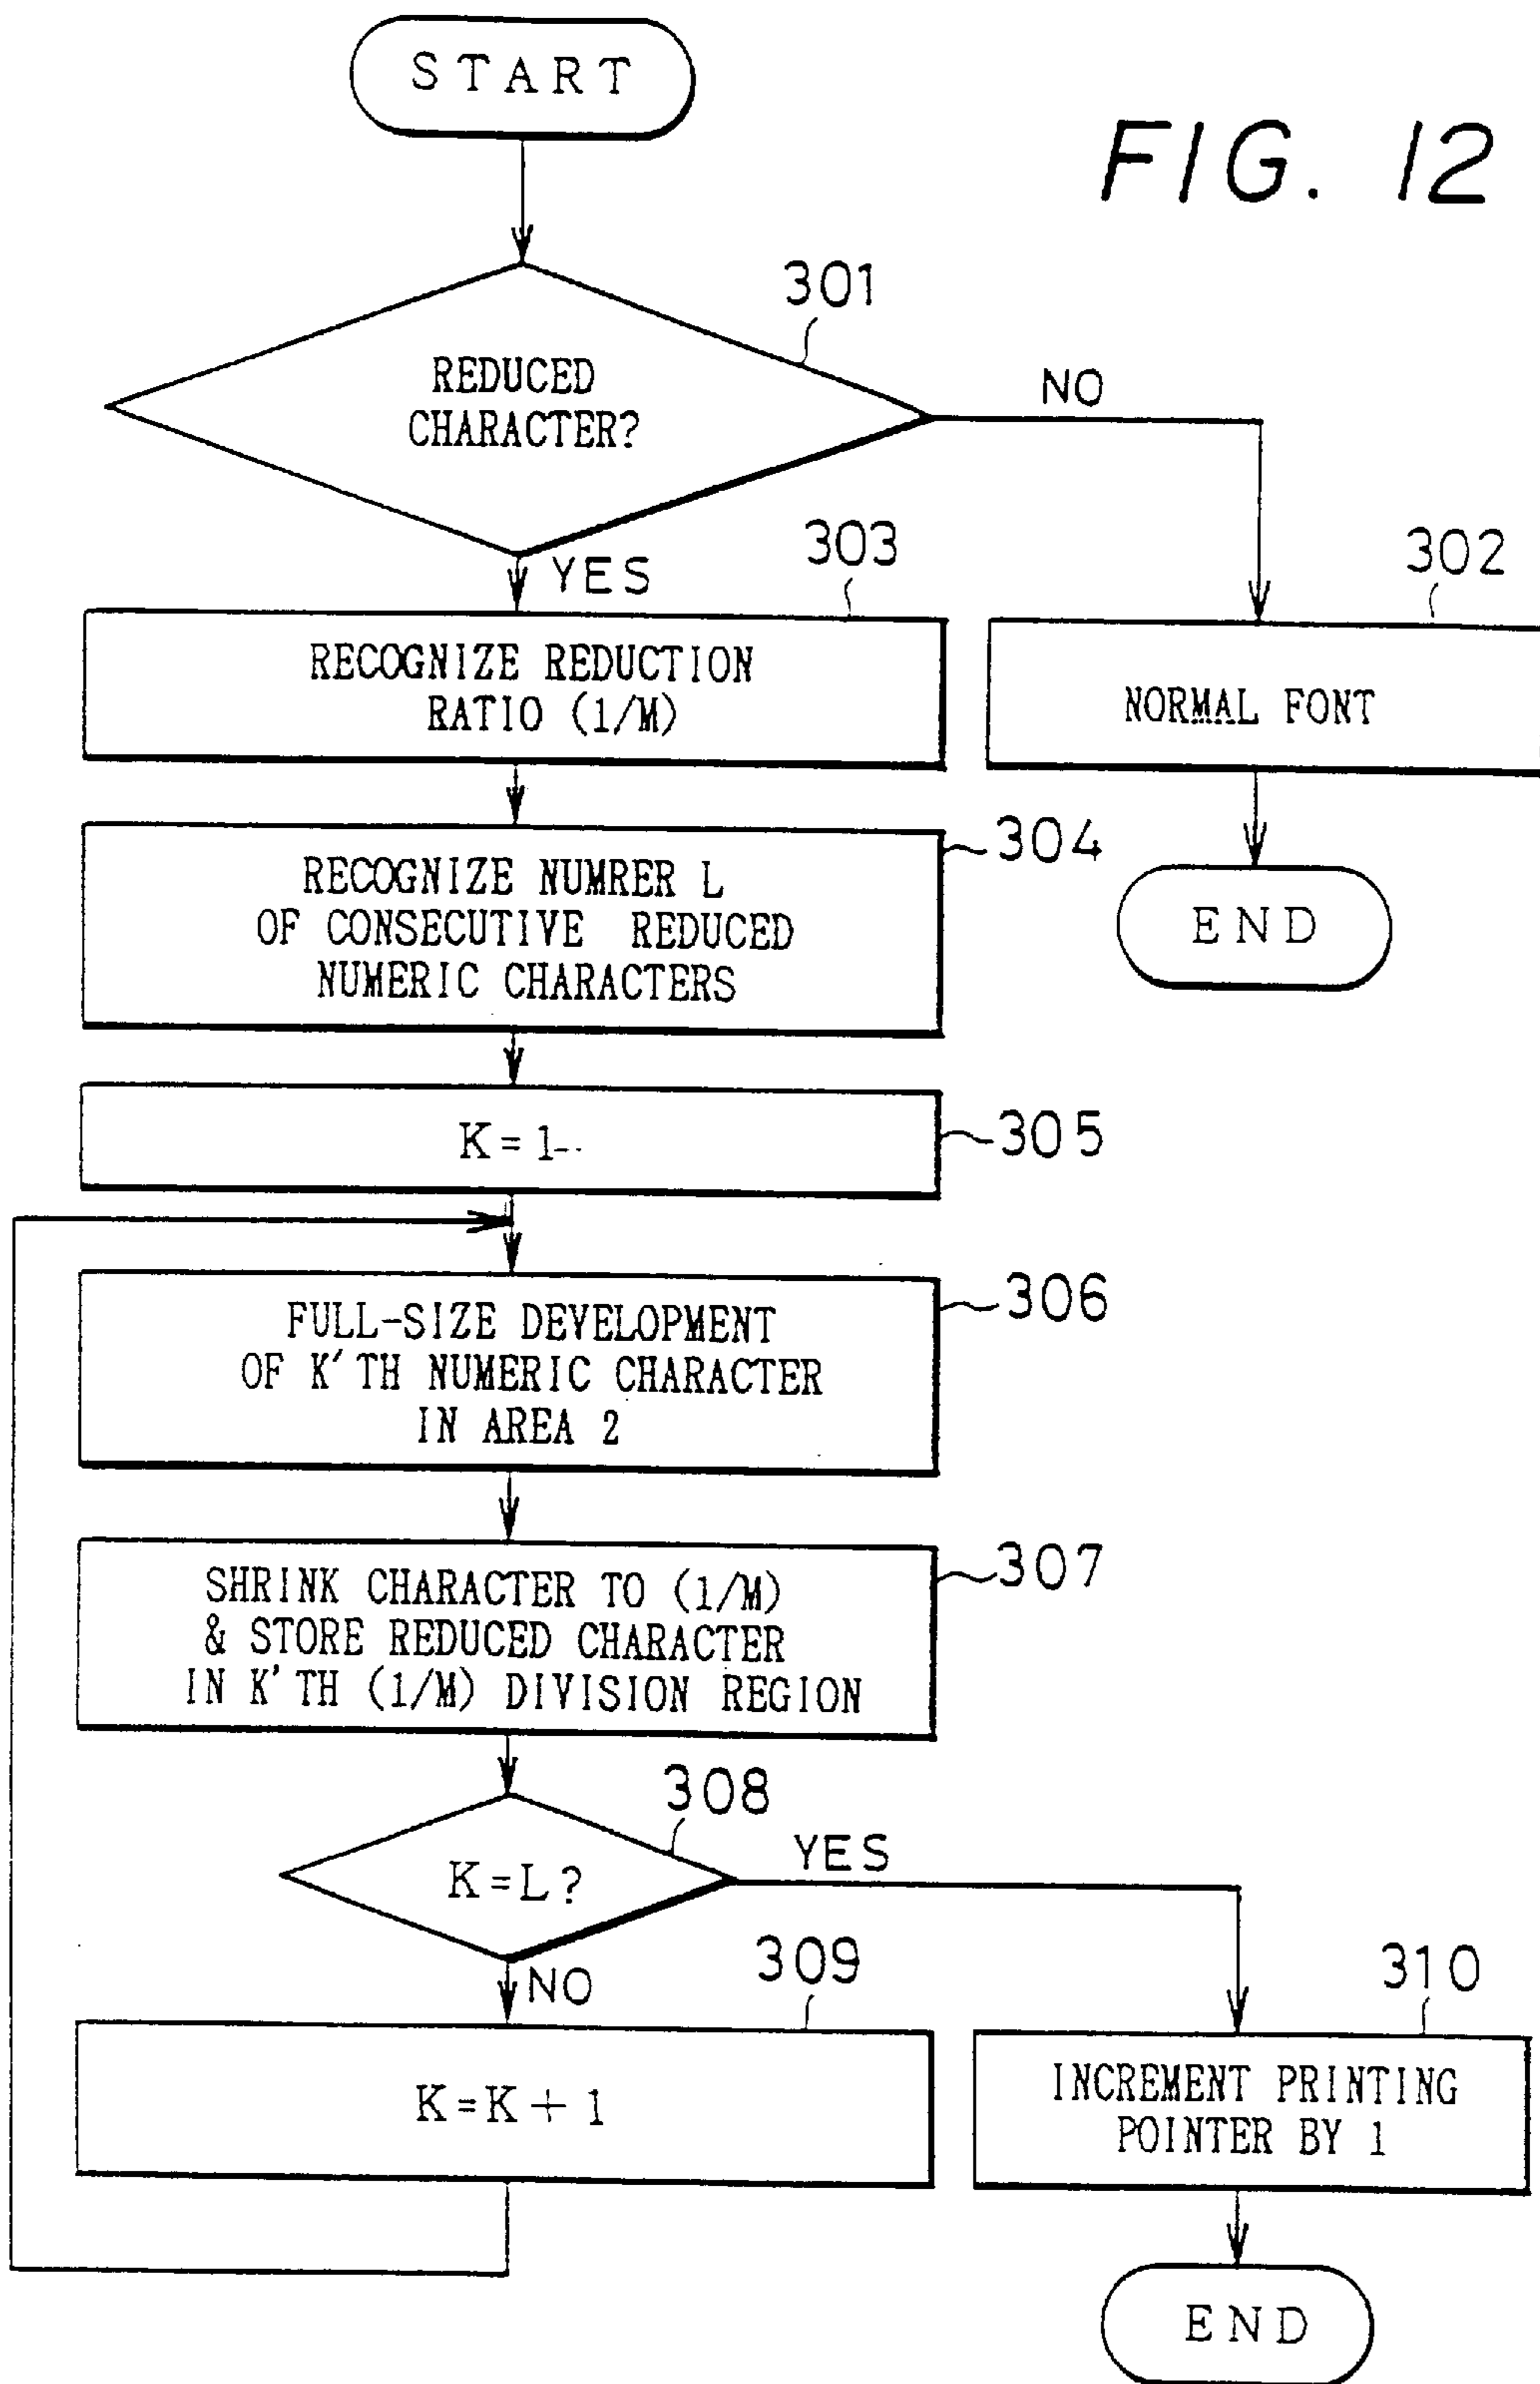 START
FIG. 12
301
REDUCED
CHARACTER?
NO
YES
303
302
RECOGNIZE REDUCTION
RATIO (1/M)
NORMAL FONT
304
RECOGNIZE NUMRER L
OF CONSECUTIVE REDUCED
NUMERIC CHARACTERS
END
K=1
305
306
FULL-SIZE DEVELOPMENT
OF K'TH NUMERIC CHARACTER
IN AREA 2
307
SHRINK CHARACTER TO (1/M)
& STORE REDUCED CHARACTER
IN K'TH (1/M) DIVISION REGION
308
K=L?
YES
NO
309
310
K=K+1
INCREMENT PRINTING
POINTER BY 1
END